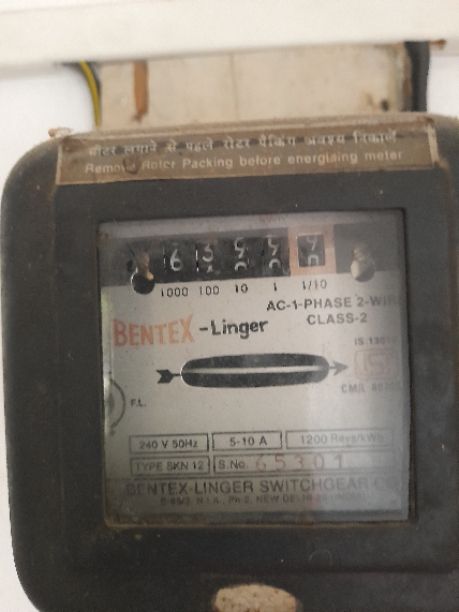 मीटर लगाने से पहले रोटर पैकिंग अवश्य निकालें
Remove Rotor Packing before energising meter
1000 100 10 1 1/10
AC-1-PHASE 2-WIRE
CLASS-2
BENTEX -Linger
F.L.
240 V 50Hz 5-10 A 1200 Revs/kWh
TYPE SKN 12 S.No. 65301
BENTEX-LINGER SWITCHGEAR CO